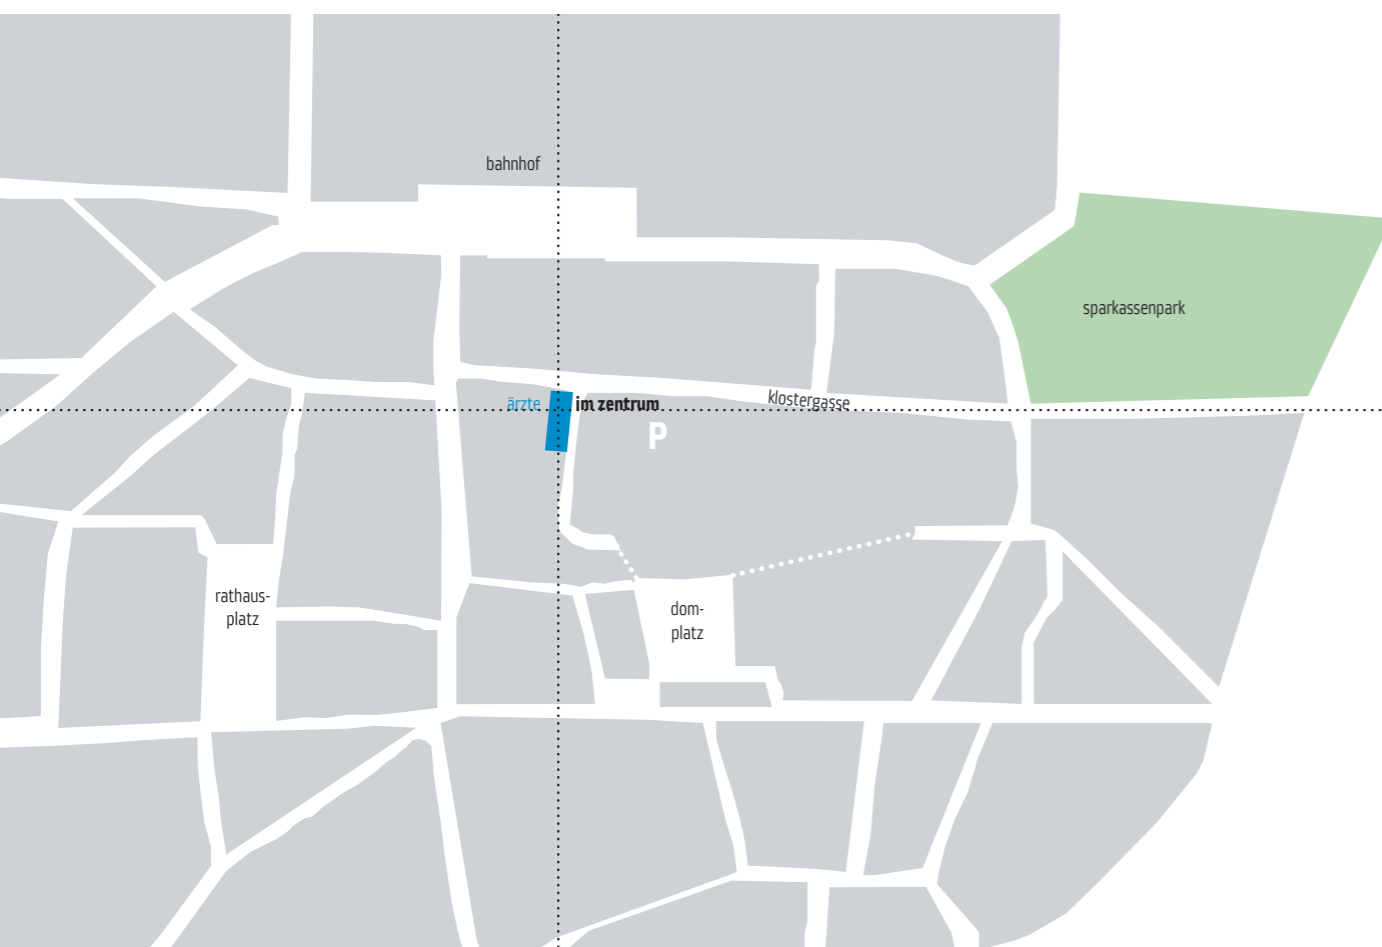 bahnhof
sparkassenpark
ärzte im zentrum
klostergasse
P
rathaus-
platz
dom-
platz